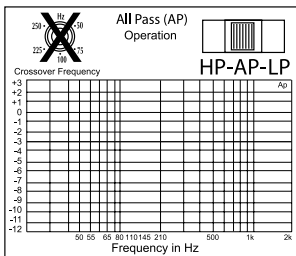 Hz
250
50
225
75
100
Crossover Frequency
All Pass (AP)
Operation
HP-AP-LP
Ap
+3
+2
+1
0
-1
-2
-3
-4
-5
-6
-7
-8
-9
-10
-11
-12
50 55 65 80 110 145 210 500 1k 2k
Frequency in Hz